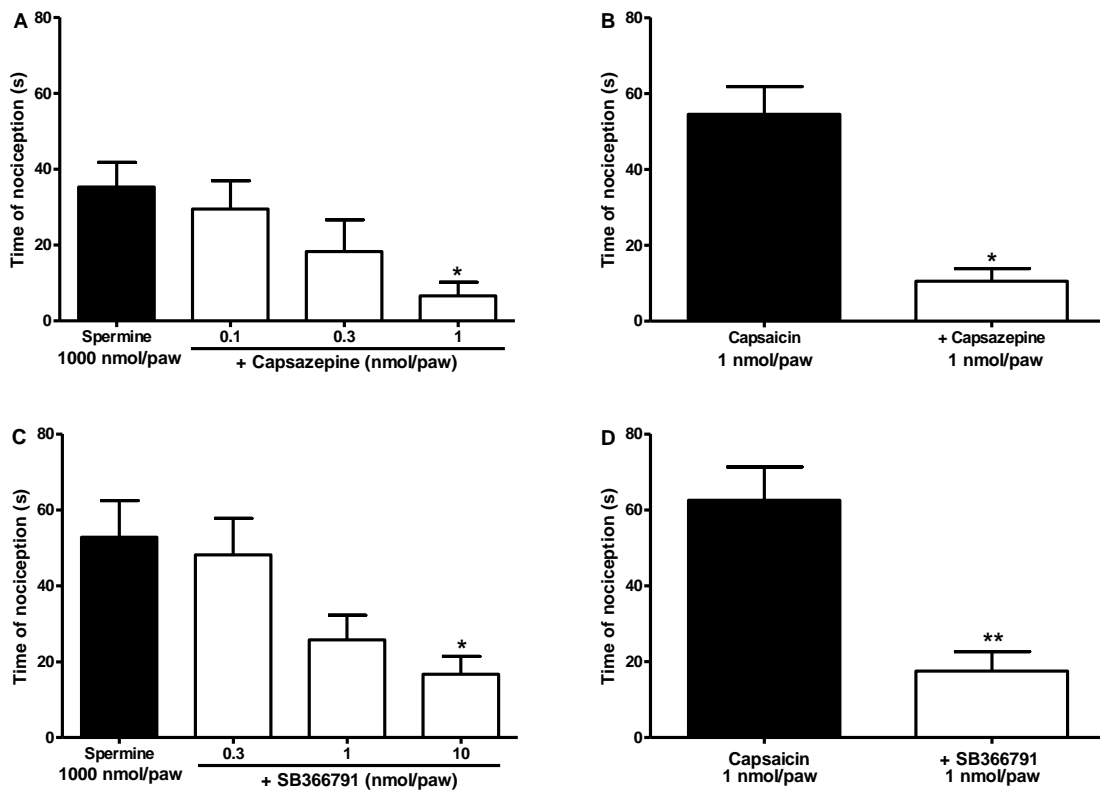 A
Time of nociception (s)
80
60
40
20
0
*
Spermine
1000 nmol/paw
0.1
0.3
1
+ Capsazepine (nmol/paw)
B
Time of nociception (s)
80
60
40
20
0
*
Capsaicin
1 nmol/paw
+ Capsazepine
1 nmol/paw
C
Time of nociception (s)
80
60
40
20
0
*
Spermine
1000 nmol/paw
0.3
1
10
+ SB366791 (nmol/paw)
D
Time of nociception (s)
80
60
40
20
0
**
Capsaicin
1 nmol/paw
+ SB366791
1 nmol/paw